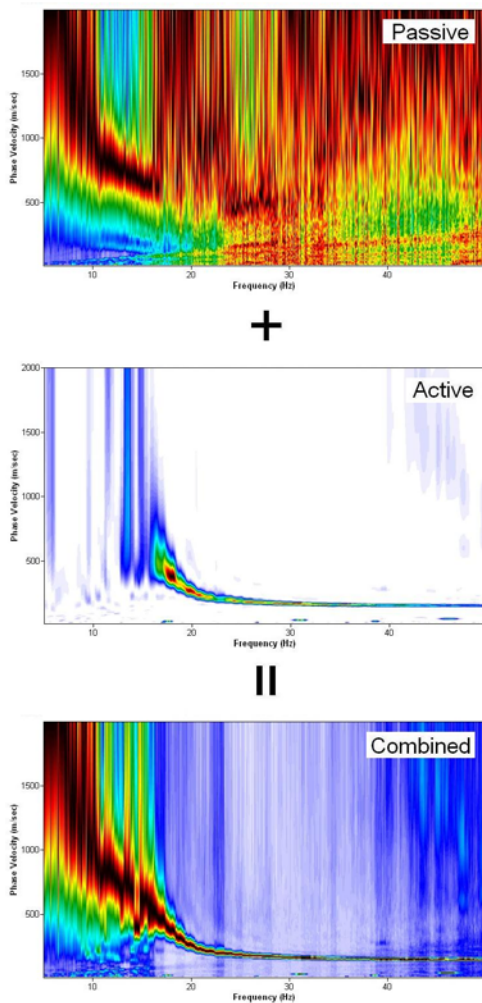 Passive
1500
1000
500
Phase Velocity (m/sec)
10 20 30 40
Frequency (Hz)
+
Active
2000
1500
1000
500
Phase Velocity (m/sec)
10 20 30 40
Frequency (Hz)
=
Combined
1500
1000
500
Phase Velocity (m/sec)
10 20 30 40
Frequency (Hz)